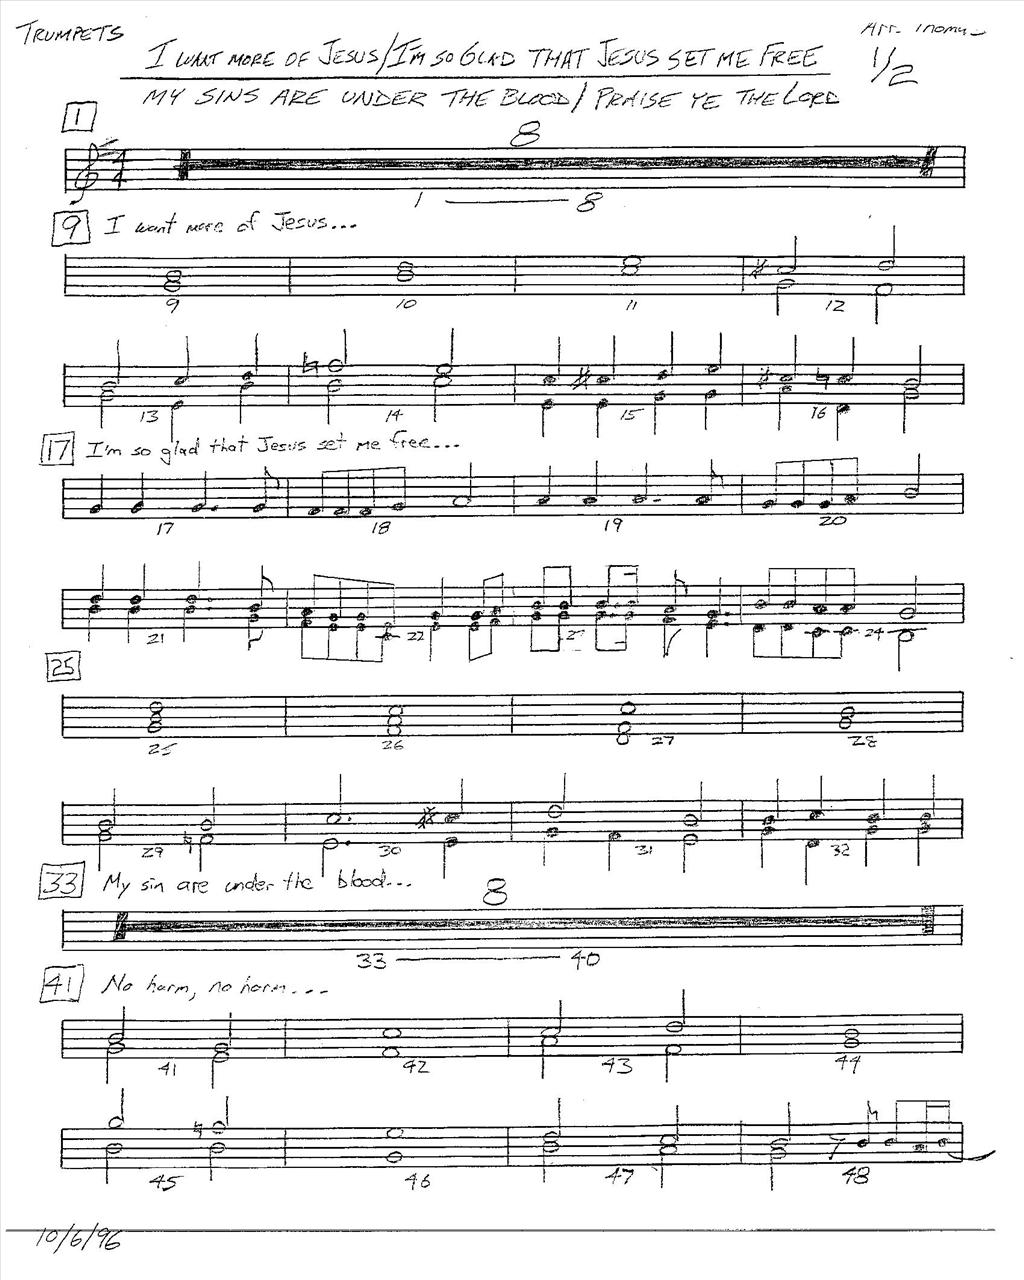 TRUMPETS
Arr.
I WANT MORE OF JESUS/I'M SO GLAD THAT JESUS SET ME FREE
1/2
MY SINS ARE UNDER THE BLOOD/PRAISE YE THE LORD
1
8
4/4
1 — 8
9 I want more of Jesus...
9 10 11 12
13 14 15 16
17 I'm so glad that Jesus set me free...
17 18 19 20
21 22 23 24
25
25 26 27 28
29 30 31 32
33 My sin are under the blood...
8
33 — 40
41 No harm, no harm...
41 42 43 44
45 46 47 48
10/6/96